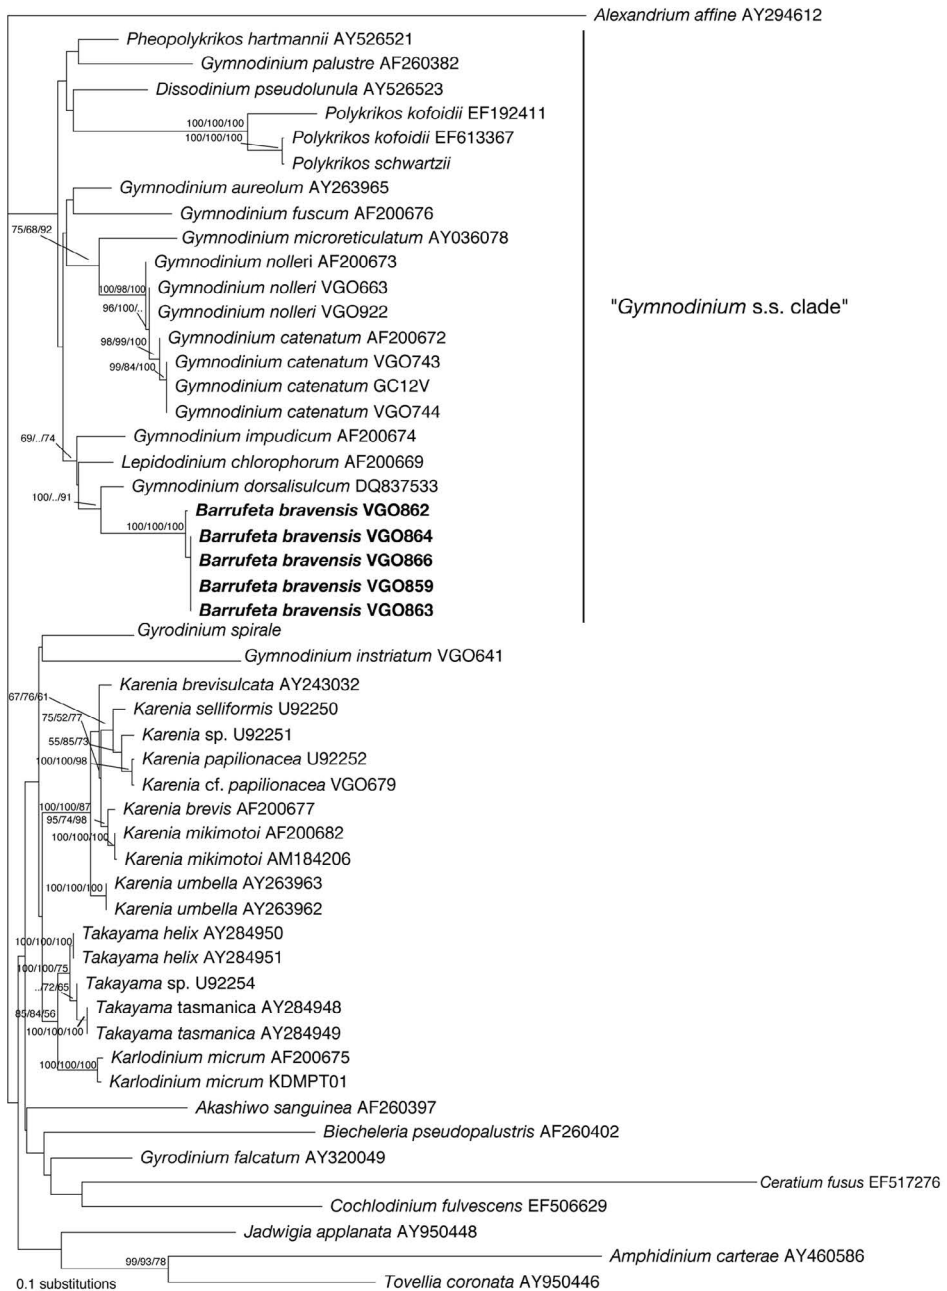 Alexandrium affine AY294612
Pheopolykrikos hartmannii AY526521
Gymnodinium palustre AF260382
Dissodinium pseudolunula AY526523
Polykrikos kofoidii EF192411
100/100/100
Polykrikos kofoidii EF613367
100/100/100
Polykrikos schwartzii
Gymnodinium aureolum AY263965
Gymnodinium fuscum AF200676
75/68/92
Gymnodinium microreticulatum AY036078
Gymnodinium nolleri AF200673
100/98/100
Gymnodinium nolleri VGO663
96/100/..
Gymnodinium nolleri VGO922
"Gymnodinium s.s. clade"
98/99/100
Gymnodinium catenatum AF200672
99/84/100
Gymnodinium catenatum VGO743
Gymnodinium catenatum GC12V
Gymnodinium catenatum VGO744
69/../74
Gymnodinium impudicum AF200674
Lepidodinium chlorophorum AF200669
Gymnodinium dorsalisulcum DQ837533
100/../91
Barrufeta bravensis VGO862
100/100/100
Barrufeta bravensis VGO864
Barrufeta bravensis VGO866
Barrufeta bravensis VGO859
Barrufeta bravensis VGO863
Gyrodinium spirale
Gymnodinium instriatum VGO641
Karenia brevisulcata AY243032
67/76/61
Karenia selliformis U92250
75/52/77
Karenia sp. U92251
55/85/73
Karenia papilionacea U92252
100/100/98
Karenia cf. papilionacea VGO679
100/100/87
Karenia brevis AF200677
95/74/98
Karenia mikimotoi AF200682
100/100/100
Karenia mikimotoi AM184206
Karenia umbella AY263963
100/100/100
Karenia umbella AY263962
Takayama helix AY284950
100/100/100
Takayama helix AY284951
100/100/75
Takayama sp. U92254
../72/65
Takayama tasmanica AY284948
85/84/56
Takayama tasmanica AY284949
100/100/100
Karlodinium micrum AF200675
100/100/100
Karlodinium micrum KDMPT01
Akashiwo sanguinea AF260397
Biecheleria pseudopalustris AF260402
Gyrodinium falcatum AY320049
Ceratium fusus EF517276
Cochlodinium fulvescens EF506629
Jadwigia applanata AY950448
Amphidinium carterae AY460586
99/93/78
Tovellia coronata AY950446
0.1 substitutions